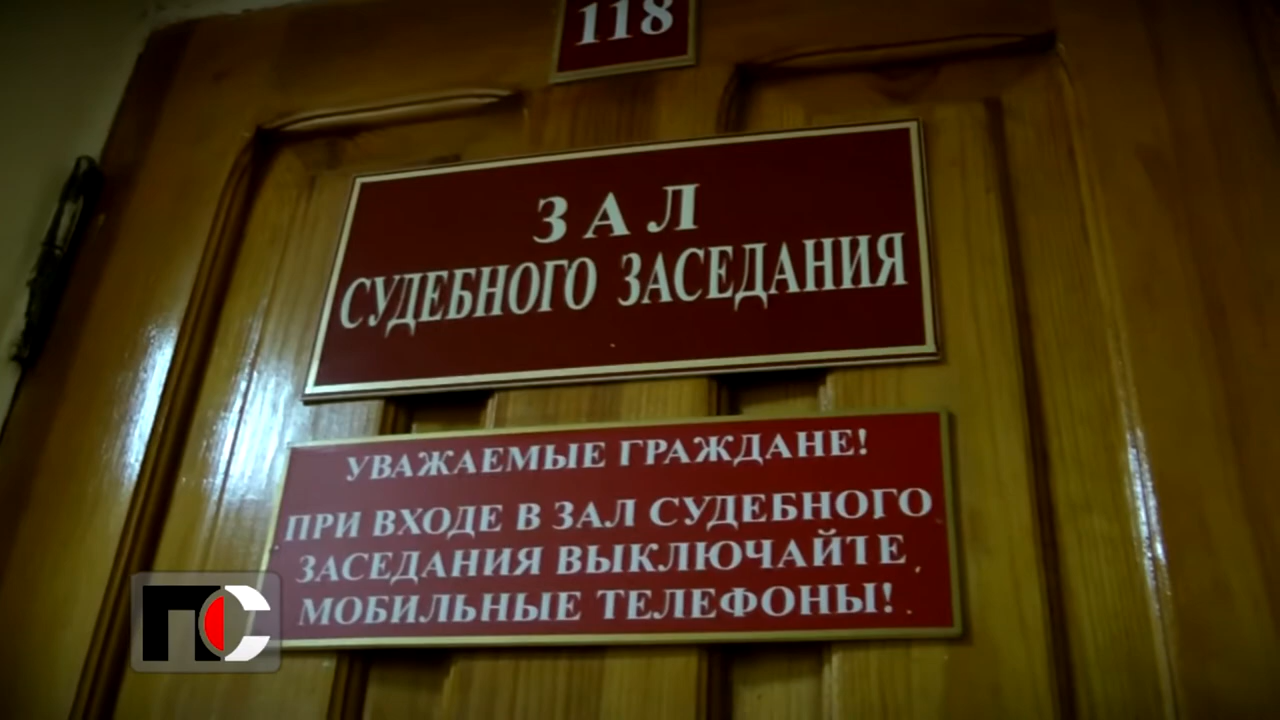 118
ЗАЛ
СУДЕБНОГО ЗАСЕДАНИЯ
УВАЖАЕМЫЕ ГРАЖДАНЕ!
ПРИ ВХОДЕ В ЗАЛ СУДЕБНОГО
ЗАСЕДАНИЯ ВЫКЛЮЧАЙТЕ
МОБИЛЬНЫЕ ТЕЛЕФОНЫ!
ПС